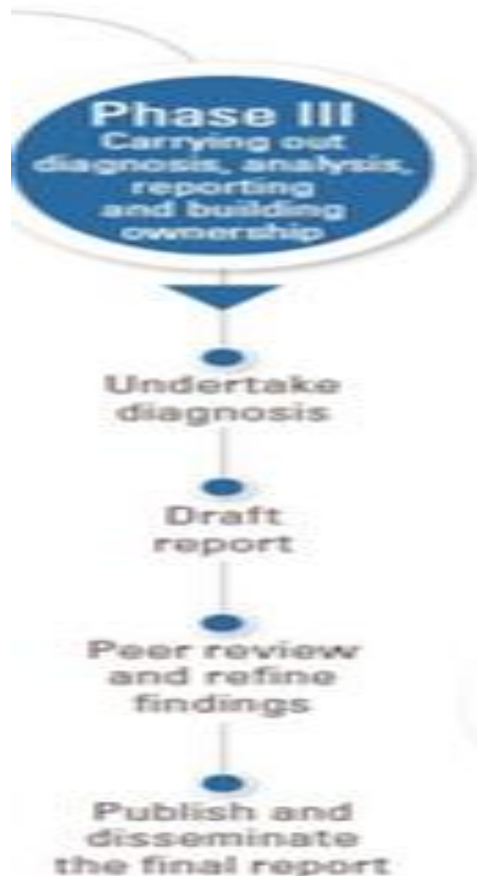 Phase III
Carrying out
diagnosis, analysis,
reporting
and building
ownership
Undertake
diagnosis
Draft
report
Peer review
and refine
findings
Publish and
disseminate
the final report